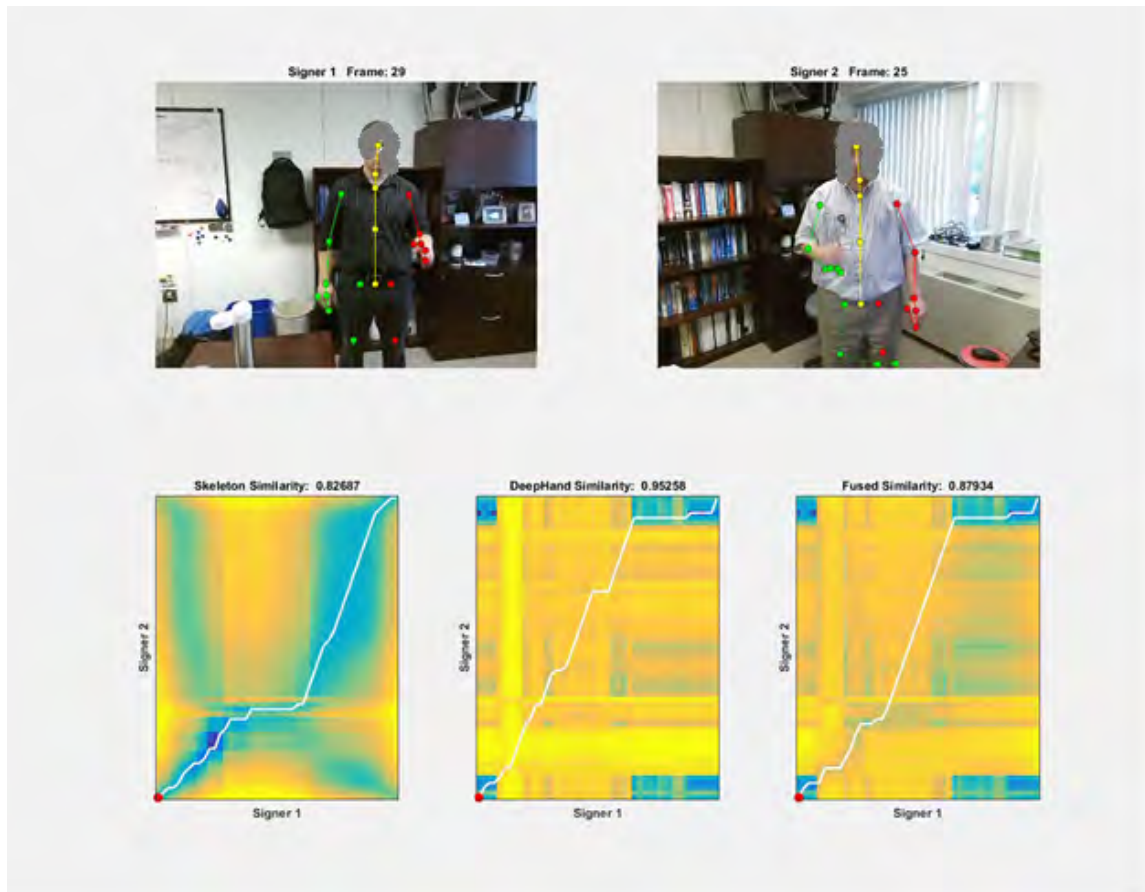 Signer 1 Frame: 29
Signer 2 Frame: 25
Skeleton Similarity: 0.82687
DeepHand Similarity: 0.95258
Fused Similarity: 0.87934
Signer 2
Signer 2
Signer 2
Signer 1
Signer 1
Signer 1